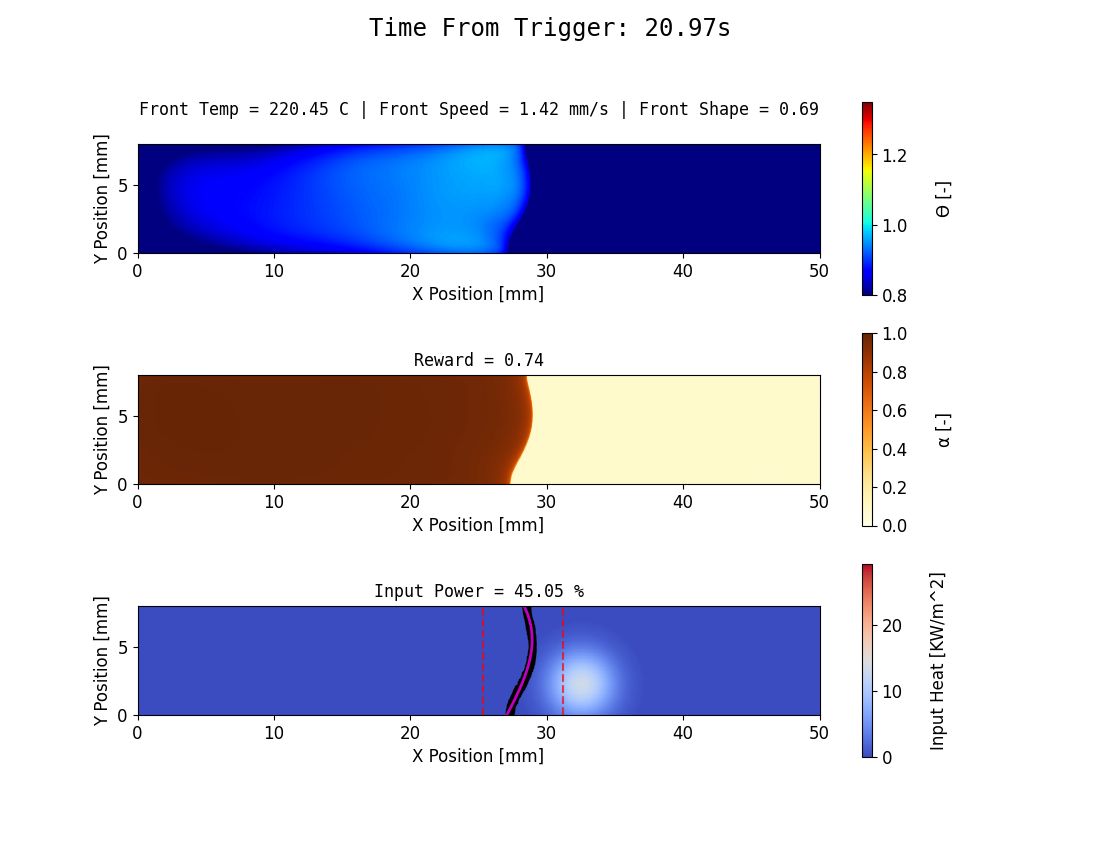 Time From Trigger: 20.97s
Front Temp = 220.45 C | Front Speed = 1.42 mm/s | Front Shape = 0.69
Y Position [mm]
5
0
0 10 20 30 40 50
X Position [mm]
1.2
1.0
0.8
Θ [-]
Reward = 0.74
Y Position [mm]
5
0
0 10 20 30 40 50
X Position [mm]
1.0
0.8
0.6
0.4
0.2
0.0
α [-]
Input Power = 45.05 %
Y Position [mm]
5
0
0 10 20 30 40 50
X Position [mm]
20
10
0
Input Heat [KW/m^2]